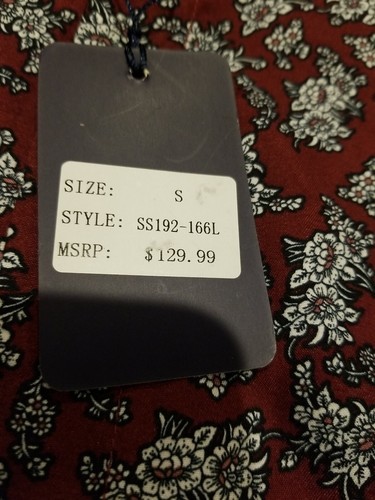 SIZE: S
STYLE: SS192-166L
MSRP: $129.99